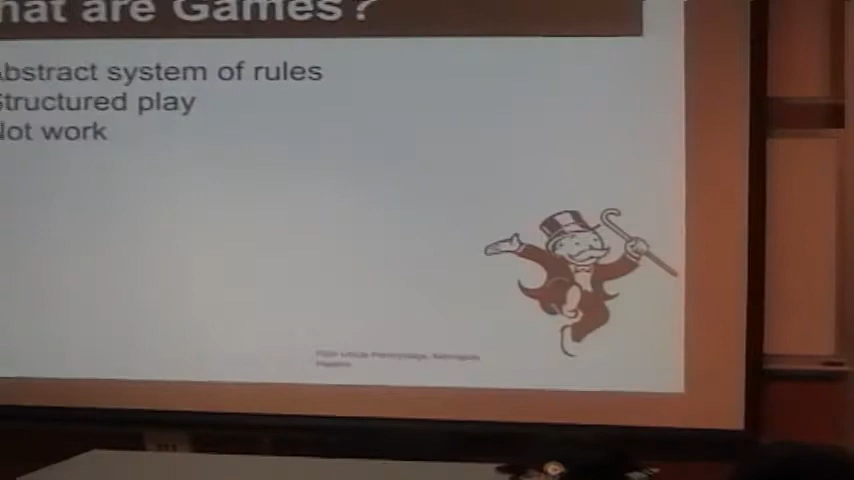 hat are Games?
Abstract system of rules
Structured play
Not work